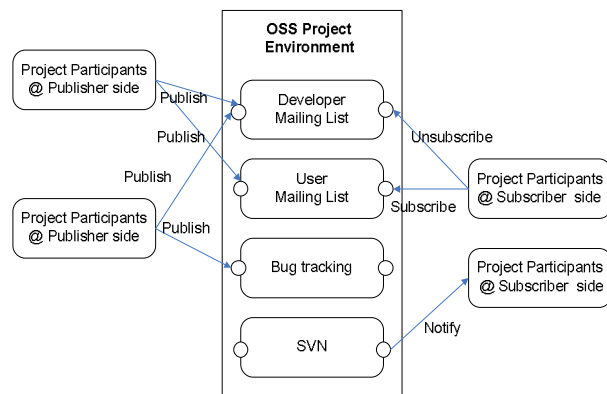 OSS Project
Environment
Project Participants
@ Publisher side
Publish
Publish
Publish
Publish
Project Participants
@ Publisher side
Developer
Mailing List
User
Mailing List
Bug tracking
SVN
Unsubscribe
Subscribe
Project Participants
@ Subscriber side
Project Participants
@ Subscriber side
Notify